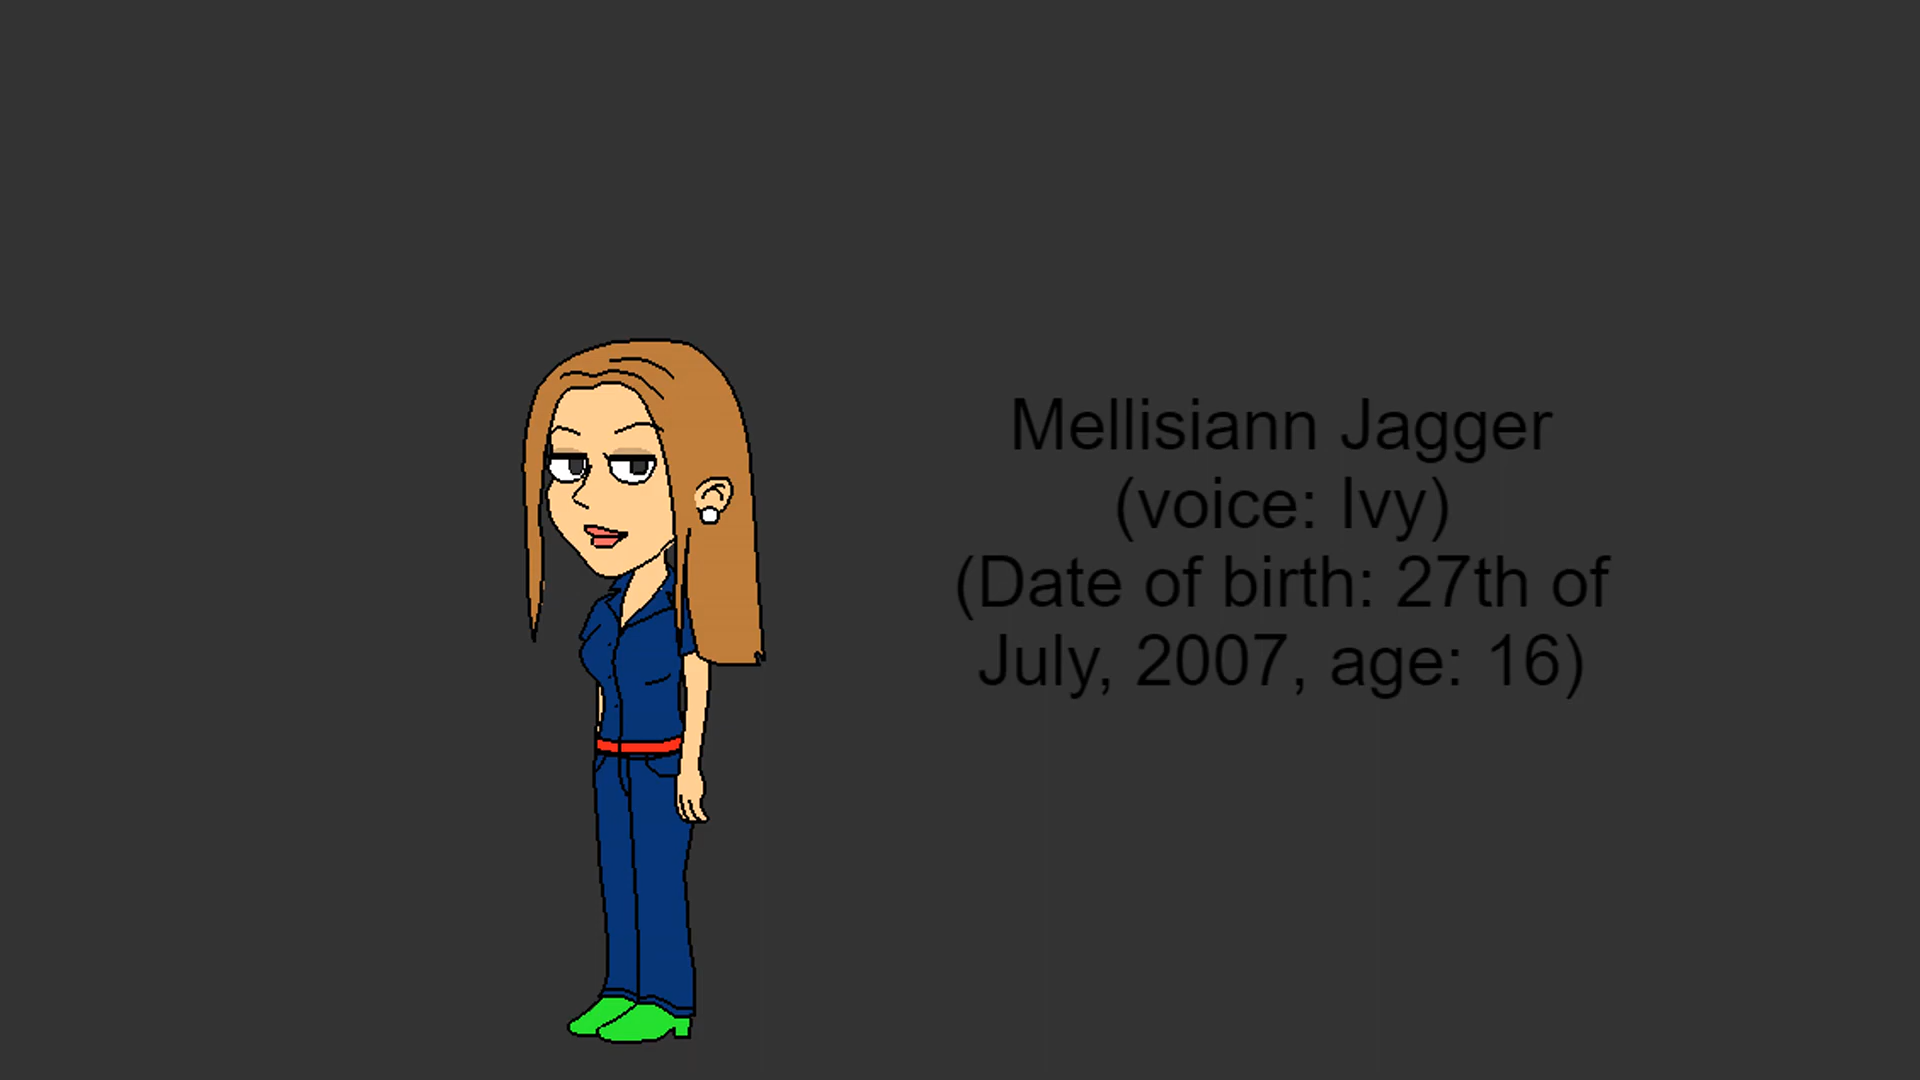 Mellisiann Jagger
(voice: Ivy)
(Date of birth: 27th of
July, 2007, age: 16)